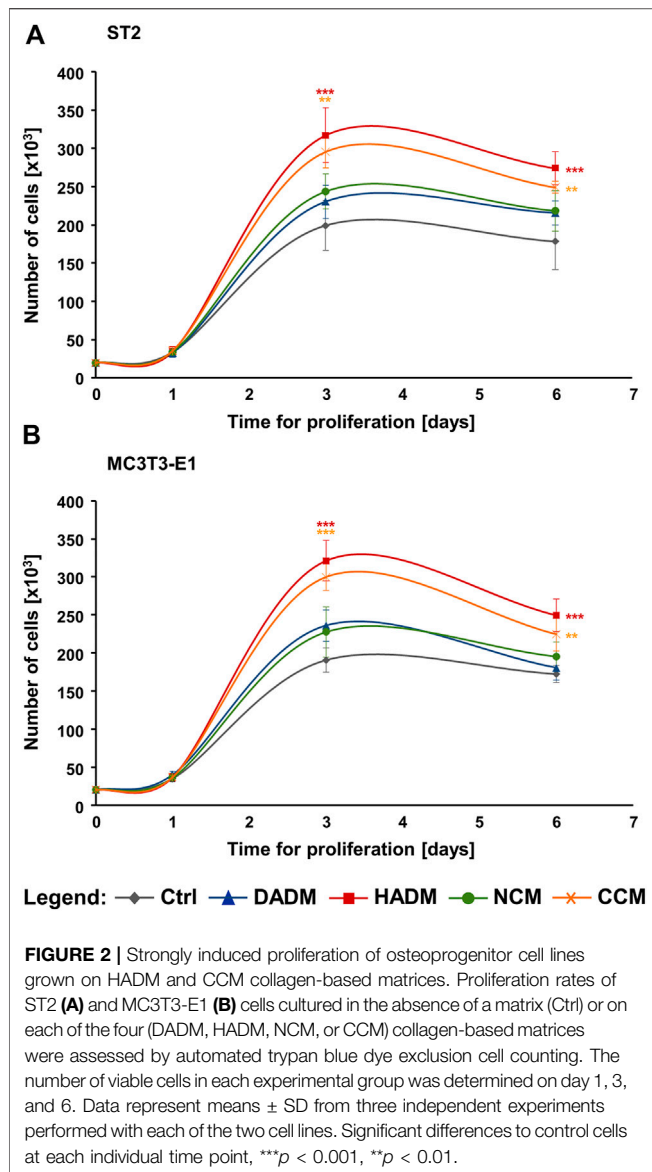 A ST2
400
350
300
250
200
150
100
50
0
Number of cells [x10³]
***
**
***
**
0 1 2 3 4 5 6 7
Time for proliferation [days]
B
MC3T3-E1
400
350
300
250
200
150
100
50
0
Number of cells [x10³]
***
***
***
**
0 1 2 3 4 5 6 7
Time for proliferation [days]
Legend: Ctrl DADM HADM NCM CCM
FIGURE 2 | Strongly induced proliferation of osteoprogenitor cell lines
grown on HADM and CCM collagen-based matrices. Proliferation rates of
ST2 (A) and MC3T3-E1 (B) cells cultured in the absence of a matrix (Ctrl) or on
each of the four (DADM, HADM, NCM, or CCM) collagen-based matrices
were assessed by automated trypan blue dye exclusion cell counting. The
number of viable cells in each experimental group was determined on day 1, 3,
and 6. Data represent means ± SD from three independent experiments
performed with each of the two cell lines. Significant differences to control cells
at each individual time point, ***p < 0.001, **p < 0.01.